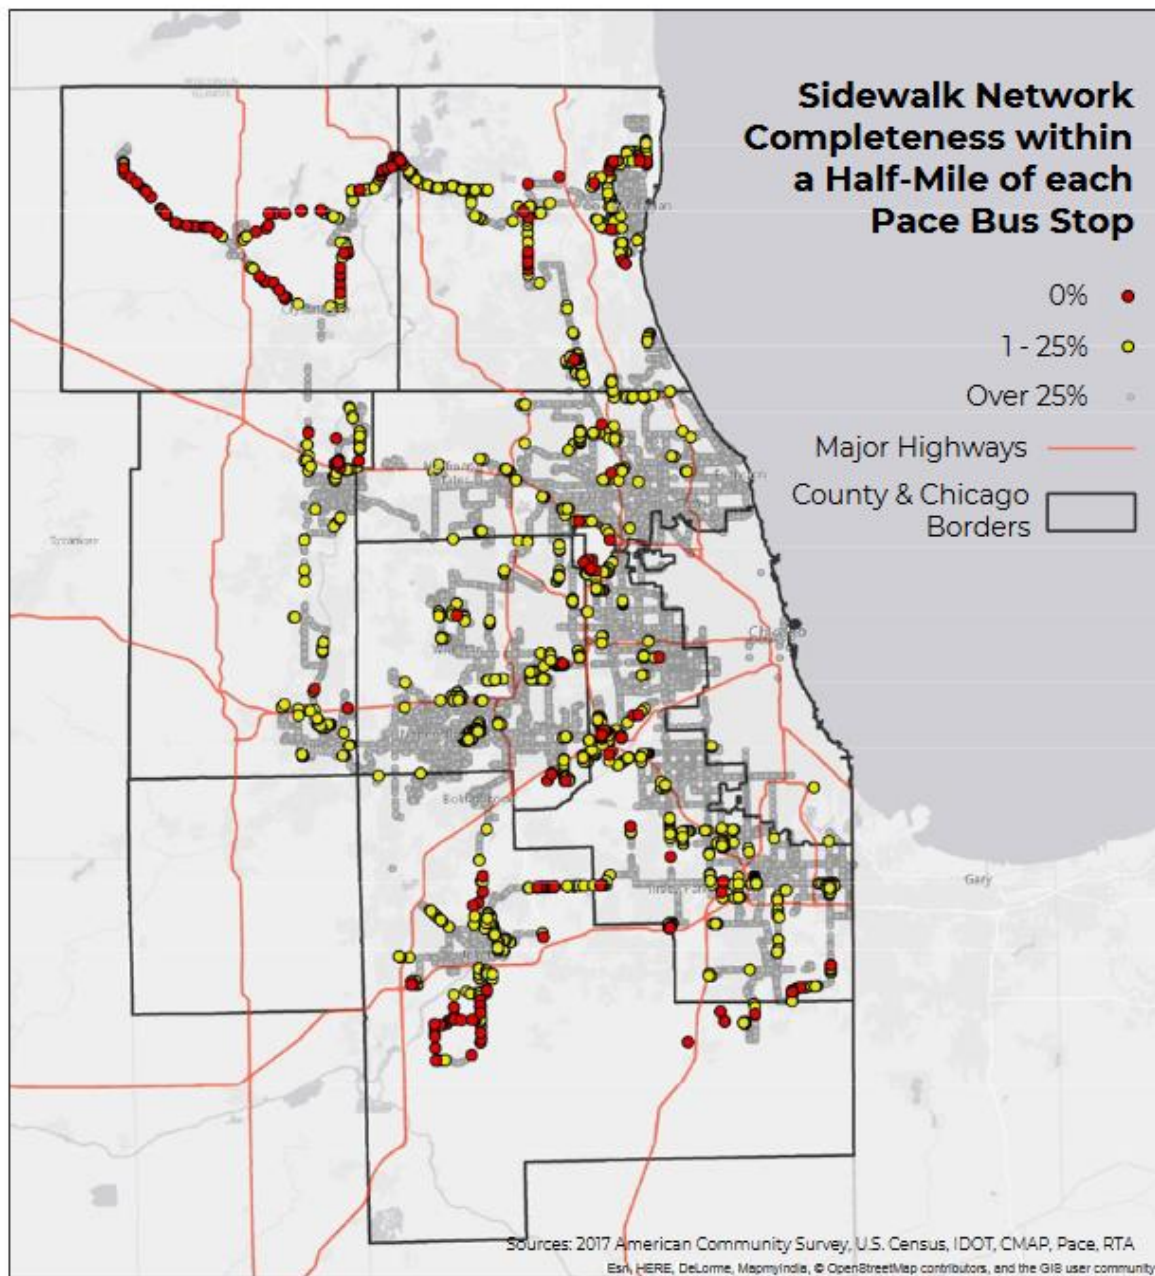 Sidewalk Network
Completeness within
a Half-Mile of each
Pace Bus Stop
0%
1 - 25%
Over 25%
Major Highways
County & Chicago
Borders
Chicago
Gary
Sources: 2017 American Community Survey, U.S. Census, IDOT, CMAP, Pace, RTA
Esri, HERE, DeLorme, MapmyIndia, © OpenStreetMap contributors, and the GIS user community